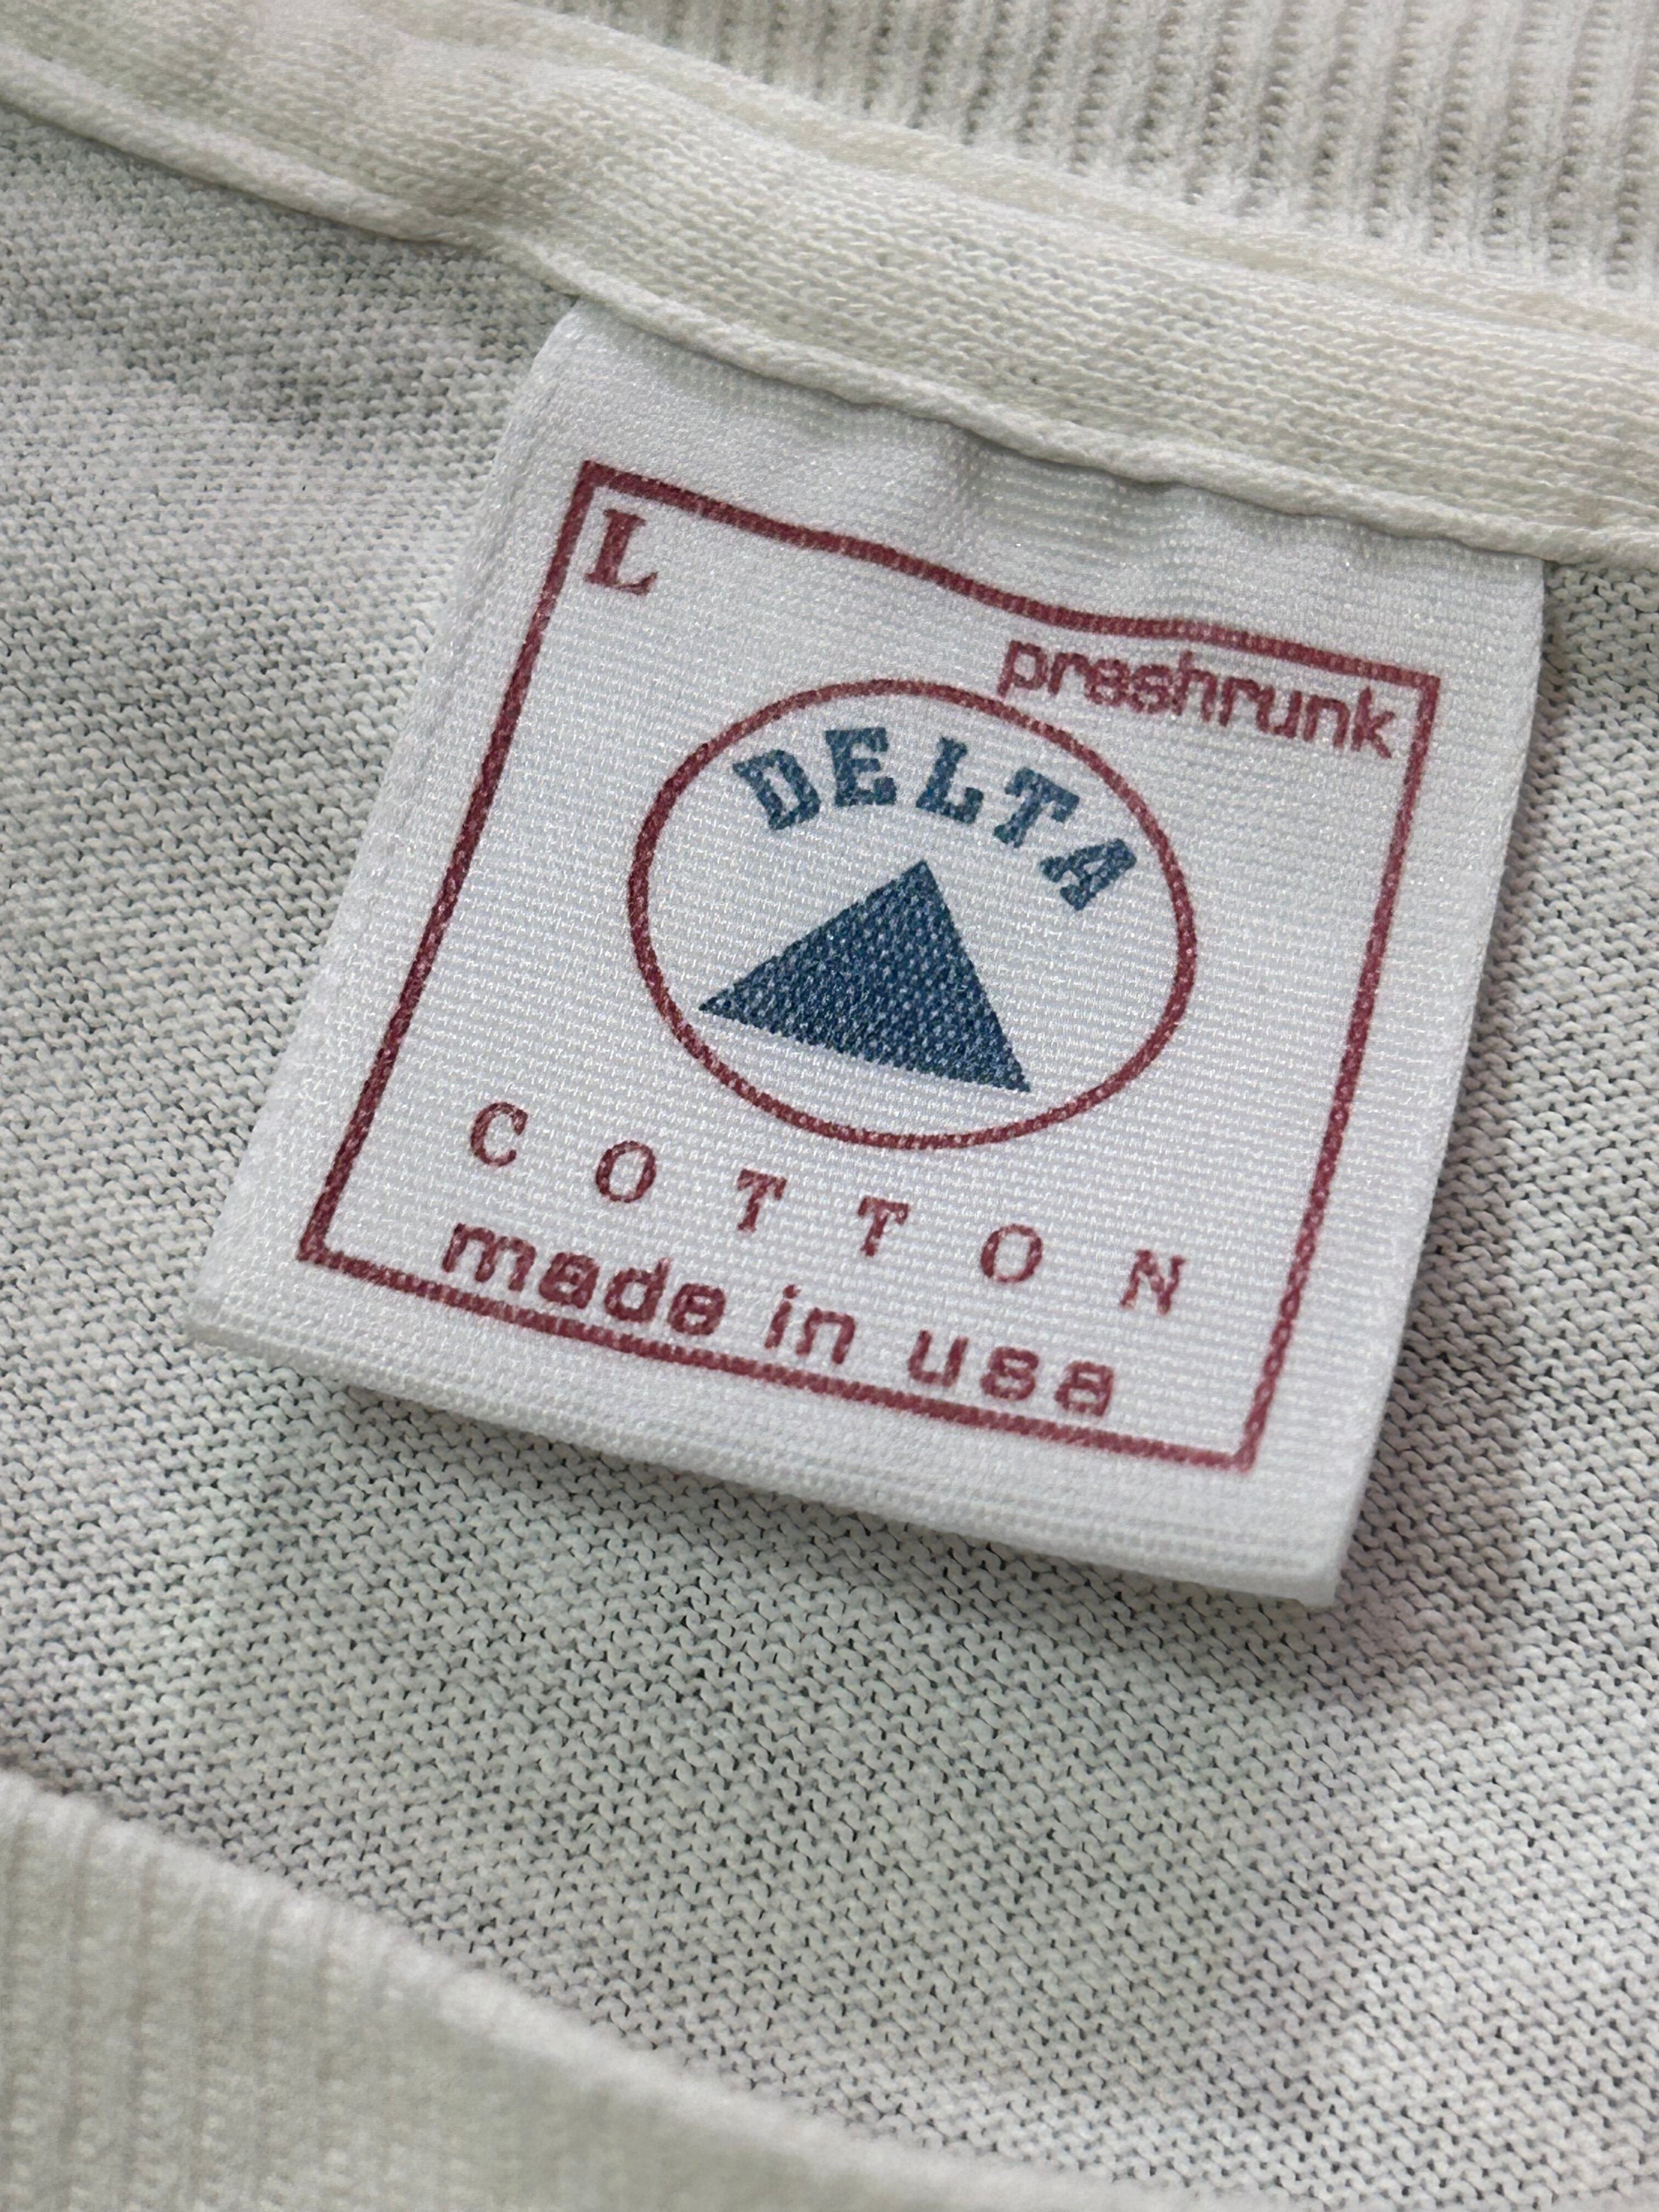 L
preshrunk
DELTA
COTTON
made in usa